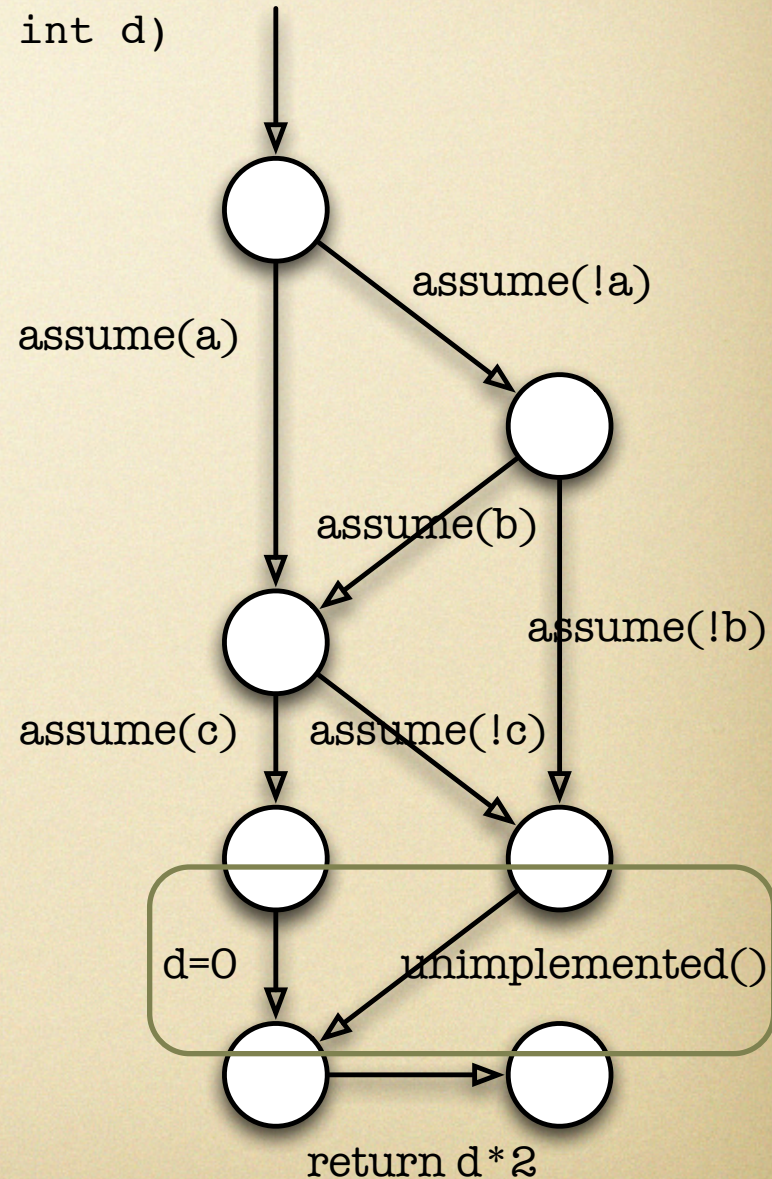 int d)
assume(!a)
assume(a)
assume(b)
assume(!b)
assume(c)
assume(!c)
d=0
unimplemented()
return d*2